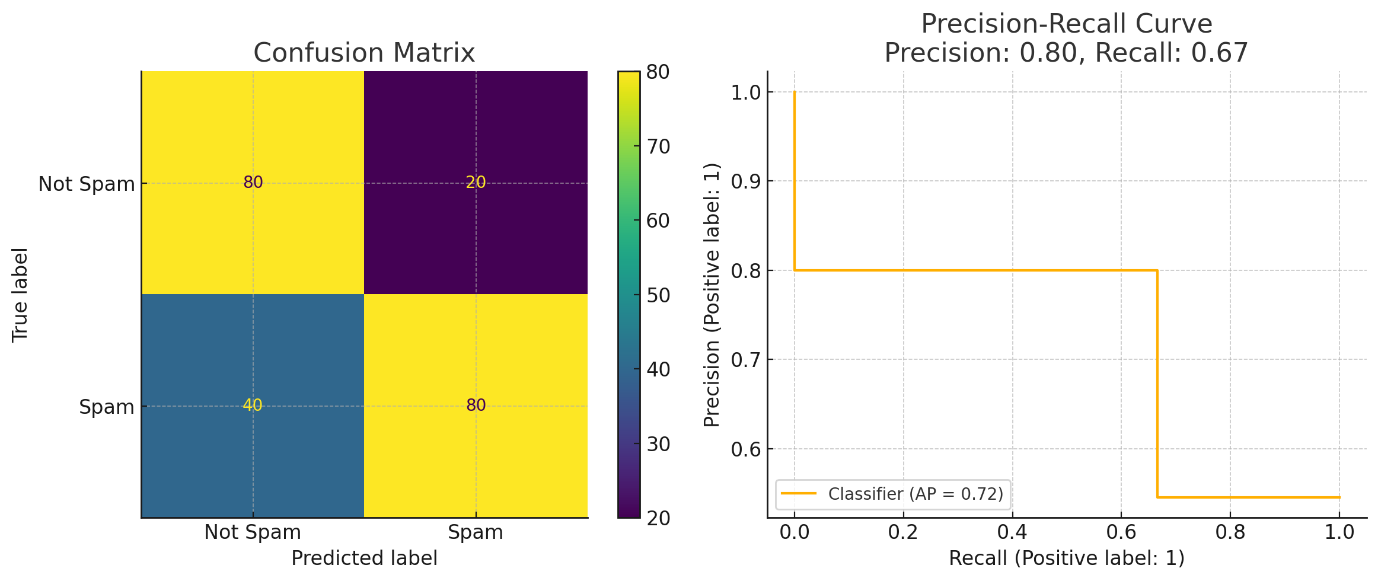 Confusion Matrix
True label
Not Spam
Spam
80
20
40
80
Not Spam
Spam
Predicted label
80
70
60
50
40
30
20
Precision-Recall Curve
Precision: 0.80, Recall: 0.67
Precision (Positive label: 1)
1.0
0.9
0.8
0.7
0.6
Classifier (AP = 0.72)
0.0
0.2
0.4
0.6
0.8
1.0
Recall (Positive label: 1)